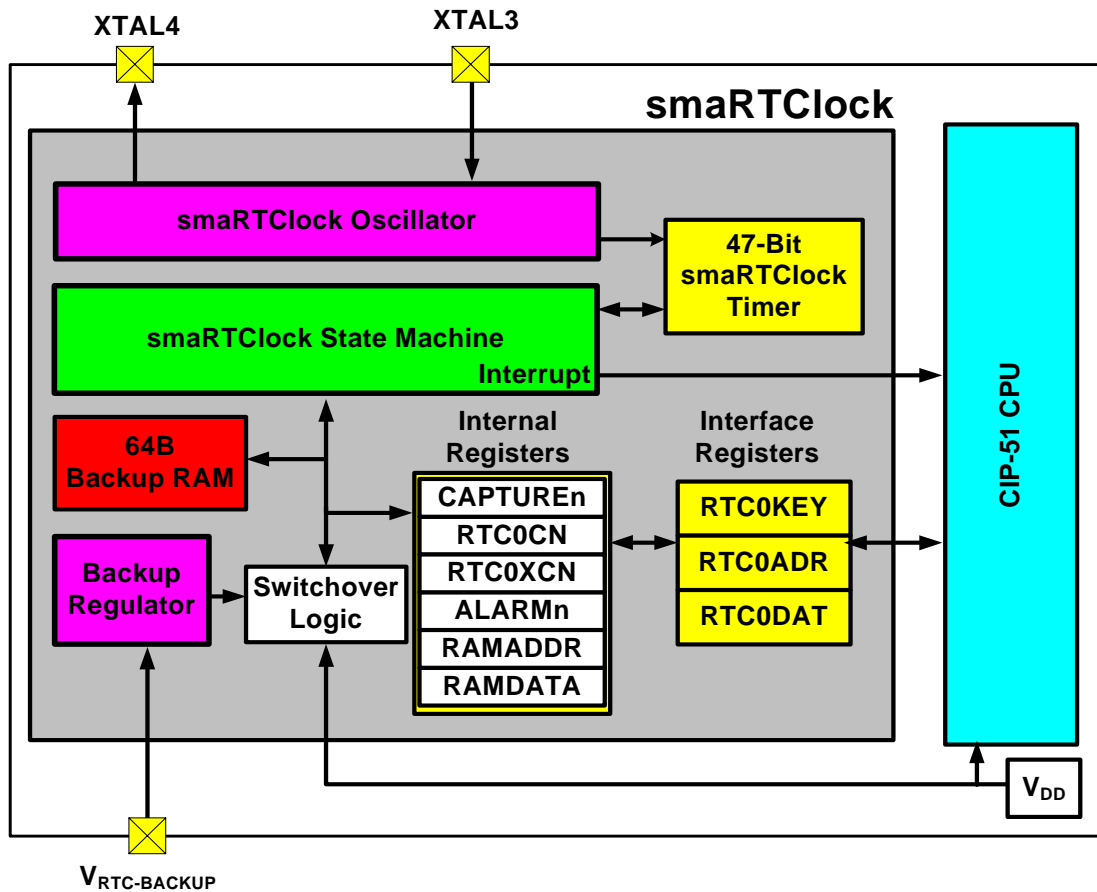 XTAL4
XTAL3
smaRTClock
smaRTClock Oscillator
47-Bit
smaRTClock
Timer
smaRTClock State Machine
Interrupt
CIP-51 CPU
64B
Backup RAM
Internal
Registers
Interface
Registers
CAPTUREn
RTC0CN
RTC0XCN
ALARMn
RAMADDR
RAMDATA
RTC0KEY
RTC0ADR
RTC0DAT
Backup
Regulator
Switchover
Logic
VDD
VRTC-BACKUP